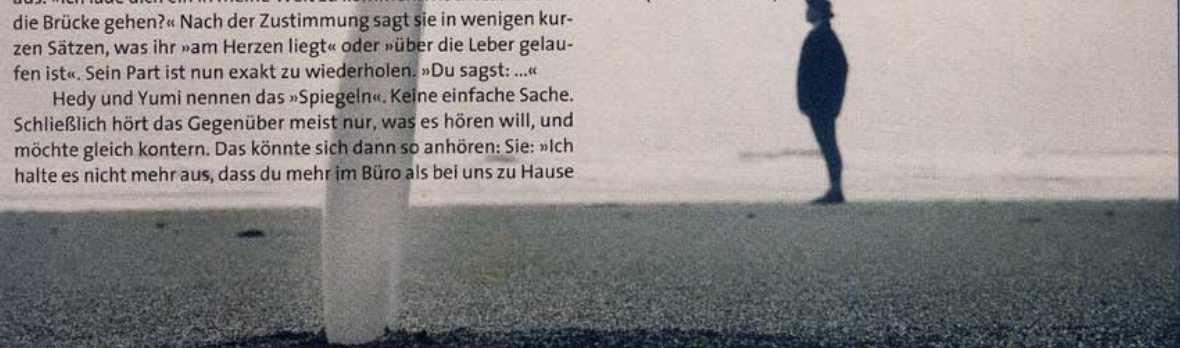 die Brücke gehen?« Nach der Zustimmung sagt sie in wenigen kur-
zen Sätzen, was ihr »am Herzen liegt« oder »über die Leber gelau-
fen ist«. Sein Part ist nun exakt zu wiederholen. »Du sagst: ...«
Hedy und Yumi nennen das »Spiegeln«. Keine einfache Sache.
Schließlich hört das Gegenüber meist nur, was es hören will, und
möchte gleich kontern. Das könnte sich dann so anhören: Sie: »Ich
halte es nicht mehr aus, dass du mehr im Büro als bei uns zu Hause